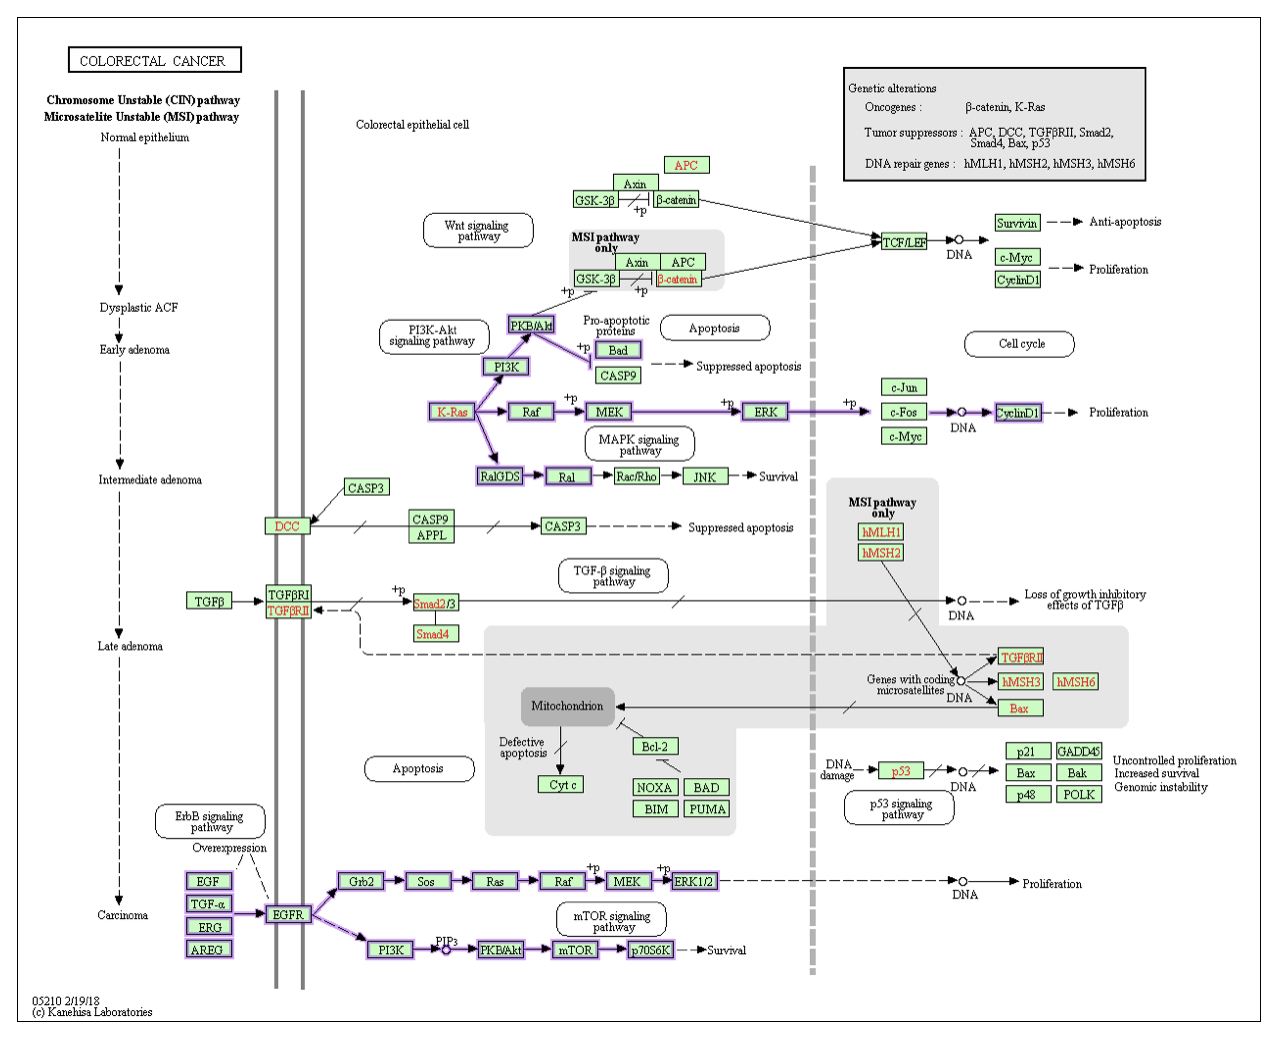 COLORECTAL CANCER
Chromosome Unstable (CIN) pathway
Microsatelite Unstable (MSI) pathway
Normal epithelium
Dysplastic ACF
Early adenoma
Intermediate adenoma
Late adenoma
Carcinoma
Colorectal epithelial cell
Genetic alterations
Oncogenes : β-catenin, K-Ras
Tumor suppressors : APC, DCC, TGFβRII, Smad2,
Smad4, Bax, p53
DNA repair genes : hMLH1, hMSH2, hMSH3, hMSH6
APC
Axin
GSK-3β
β-catenin
+p
Wnt signaling
pathway
MSI pathway
only
Axin
APC
GSK-3β
β-catenin
+p
+p
TCF/LEF
DNA
Survivin
Anti-apoptosis
c-Myc
CyclinD1
Proliferation
PI3K-Akt
signaling pathway
PKB/Akt
Pro-apoptotic
proteins
Apoptosis
+p
Bad
CASP9
Suppressed apoptosis
PI3K
Cell cycle
K-Ras
Raf
+p
MEK
+p
ERK
+p
c-Jun
c-Fos
c-Myc
DNA
CyclinD1
Proliferation
MAPK signaling
pathway
RalGDS
Ral
Rac/Rho
JNK
Survival
CASP3
DCC
CASP9
APPL
CASP3
Suppressed apoptosis
MSI pathway
only
hMLH1
hMSH2
TGF-β signaling
pathway
TGFβ
TGFβRI
TGFβRII
+p
Smad2/3
Smad4
DNA
Loss of growth inhibitory
effects of TGFβ
Genes with coding
microsatellites
DNA
TGFβRII
hMSH3
hMSH6
Bax
Mitochondrion
Defective
apoptosis
Bcl-2
Cyt c
NOXA
BAD
BIM
PUMA
Apoptosis
DNA
damage
p53
DNA
p21
GADD45
Bax
Bak
p48
POLK
Uncontrolled proliferation
Increased survival
Genomic instability
p53 signaling
pathway
ErbB signaling
pathway
Overexpression
EGF
TGF-α
ERG
AREG
EGFR
Grb2
Sos
Ras
Raf
+p
MEK
+p
ERK1/2
DNA
Proliferation
mTOR signaling
pathway
PI3K
PIP3
PKB/Akt
mTOR
p70S6K
Survival
05210 2/19/18
(c) Kanehisa Laboratories